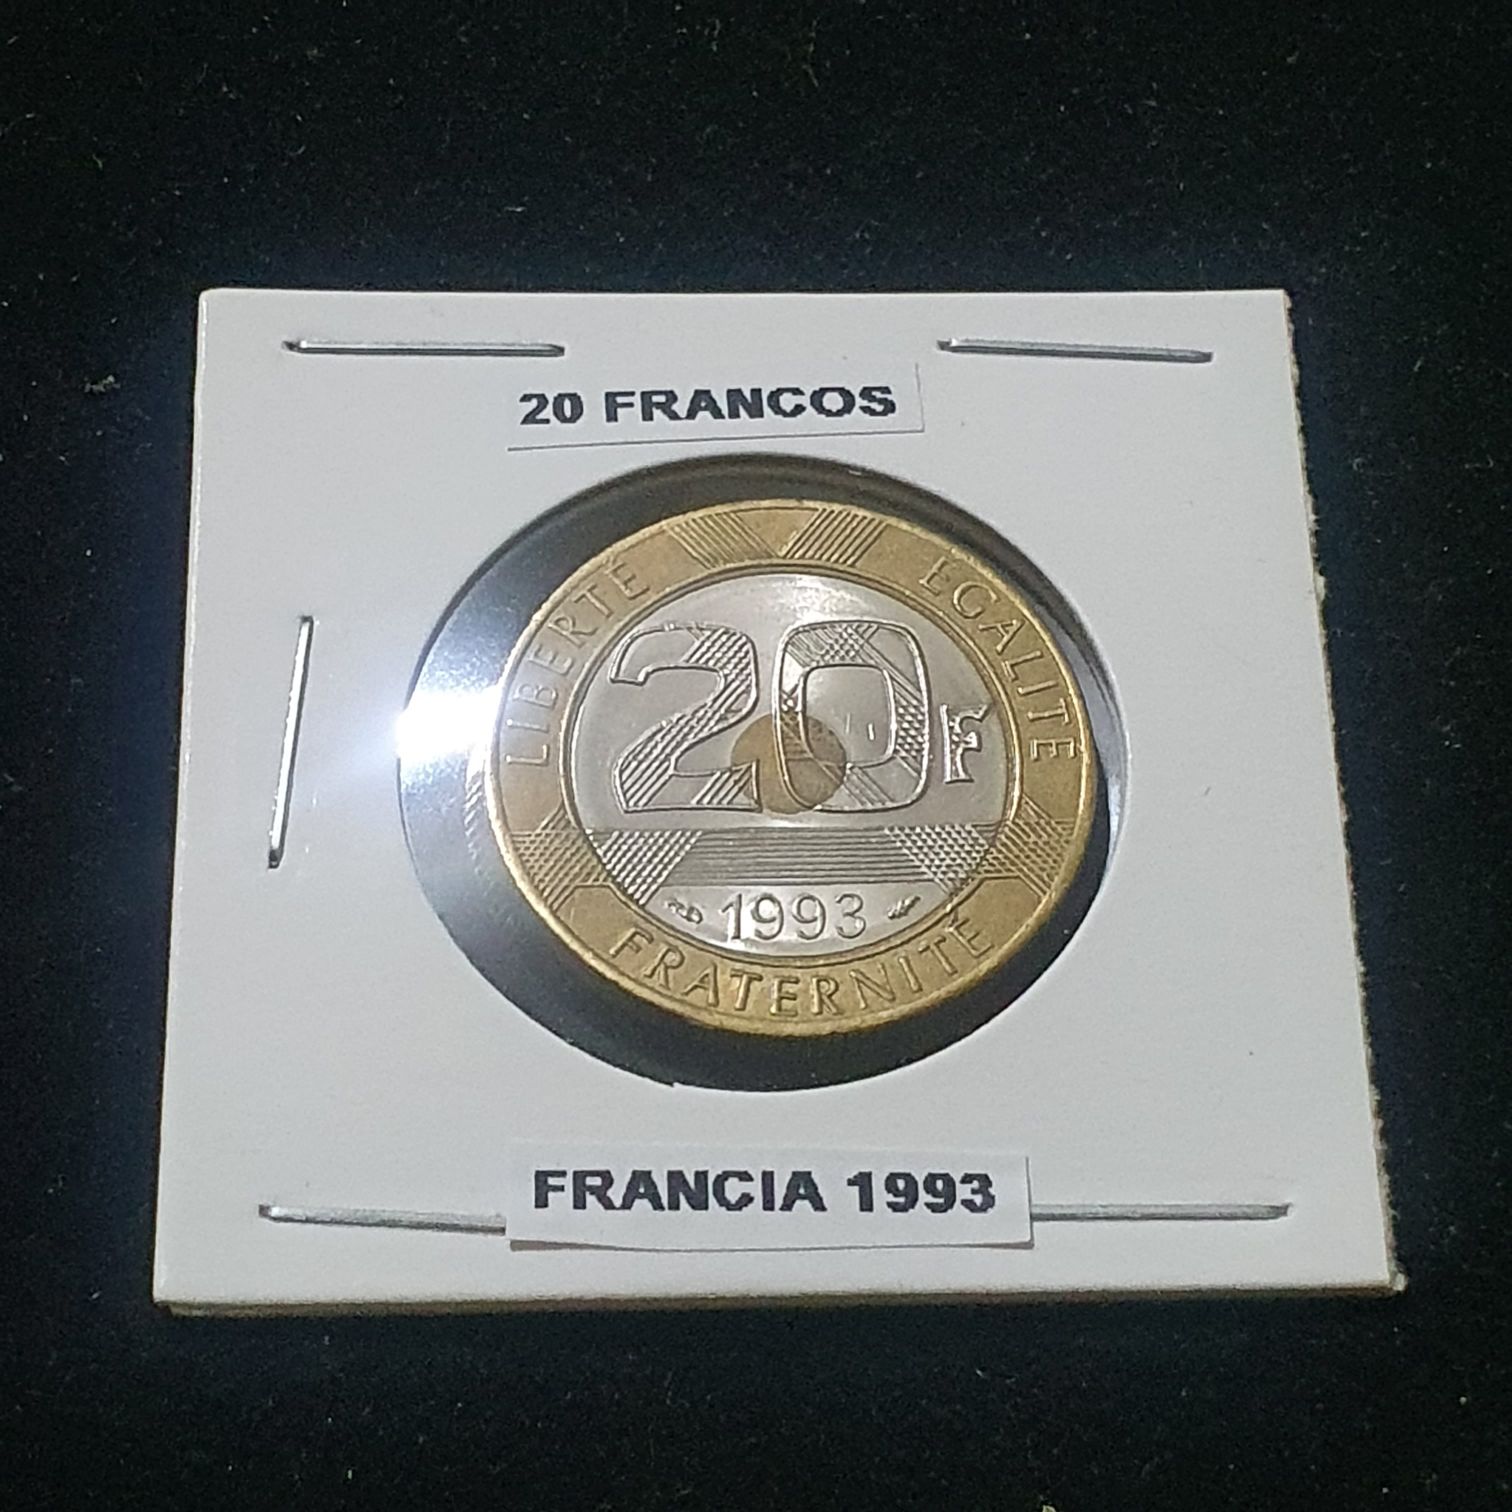 20 FRANCOS
LIBERTÉ
ÉGALITÉ
20F
1993
FRATERNITÉ
FRANCIA 1993